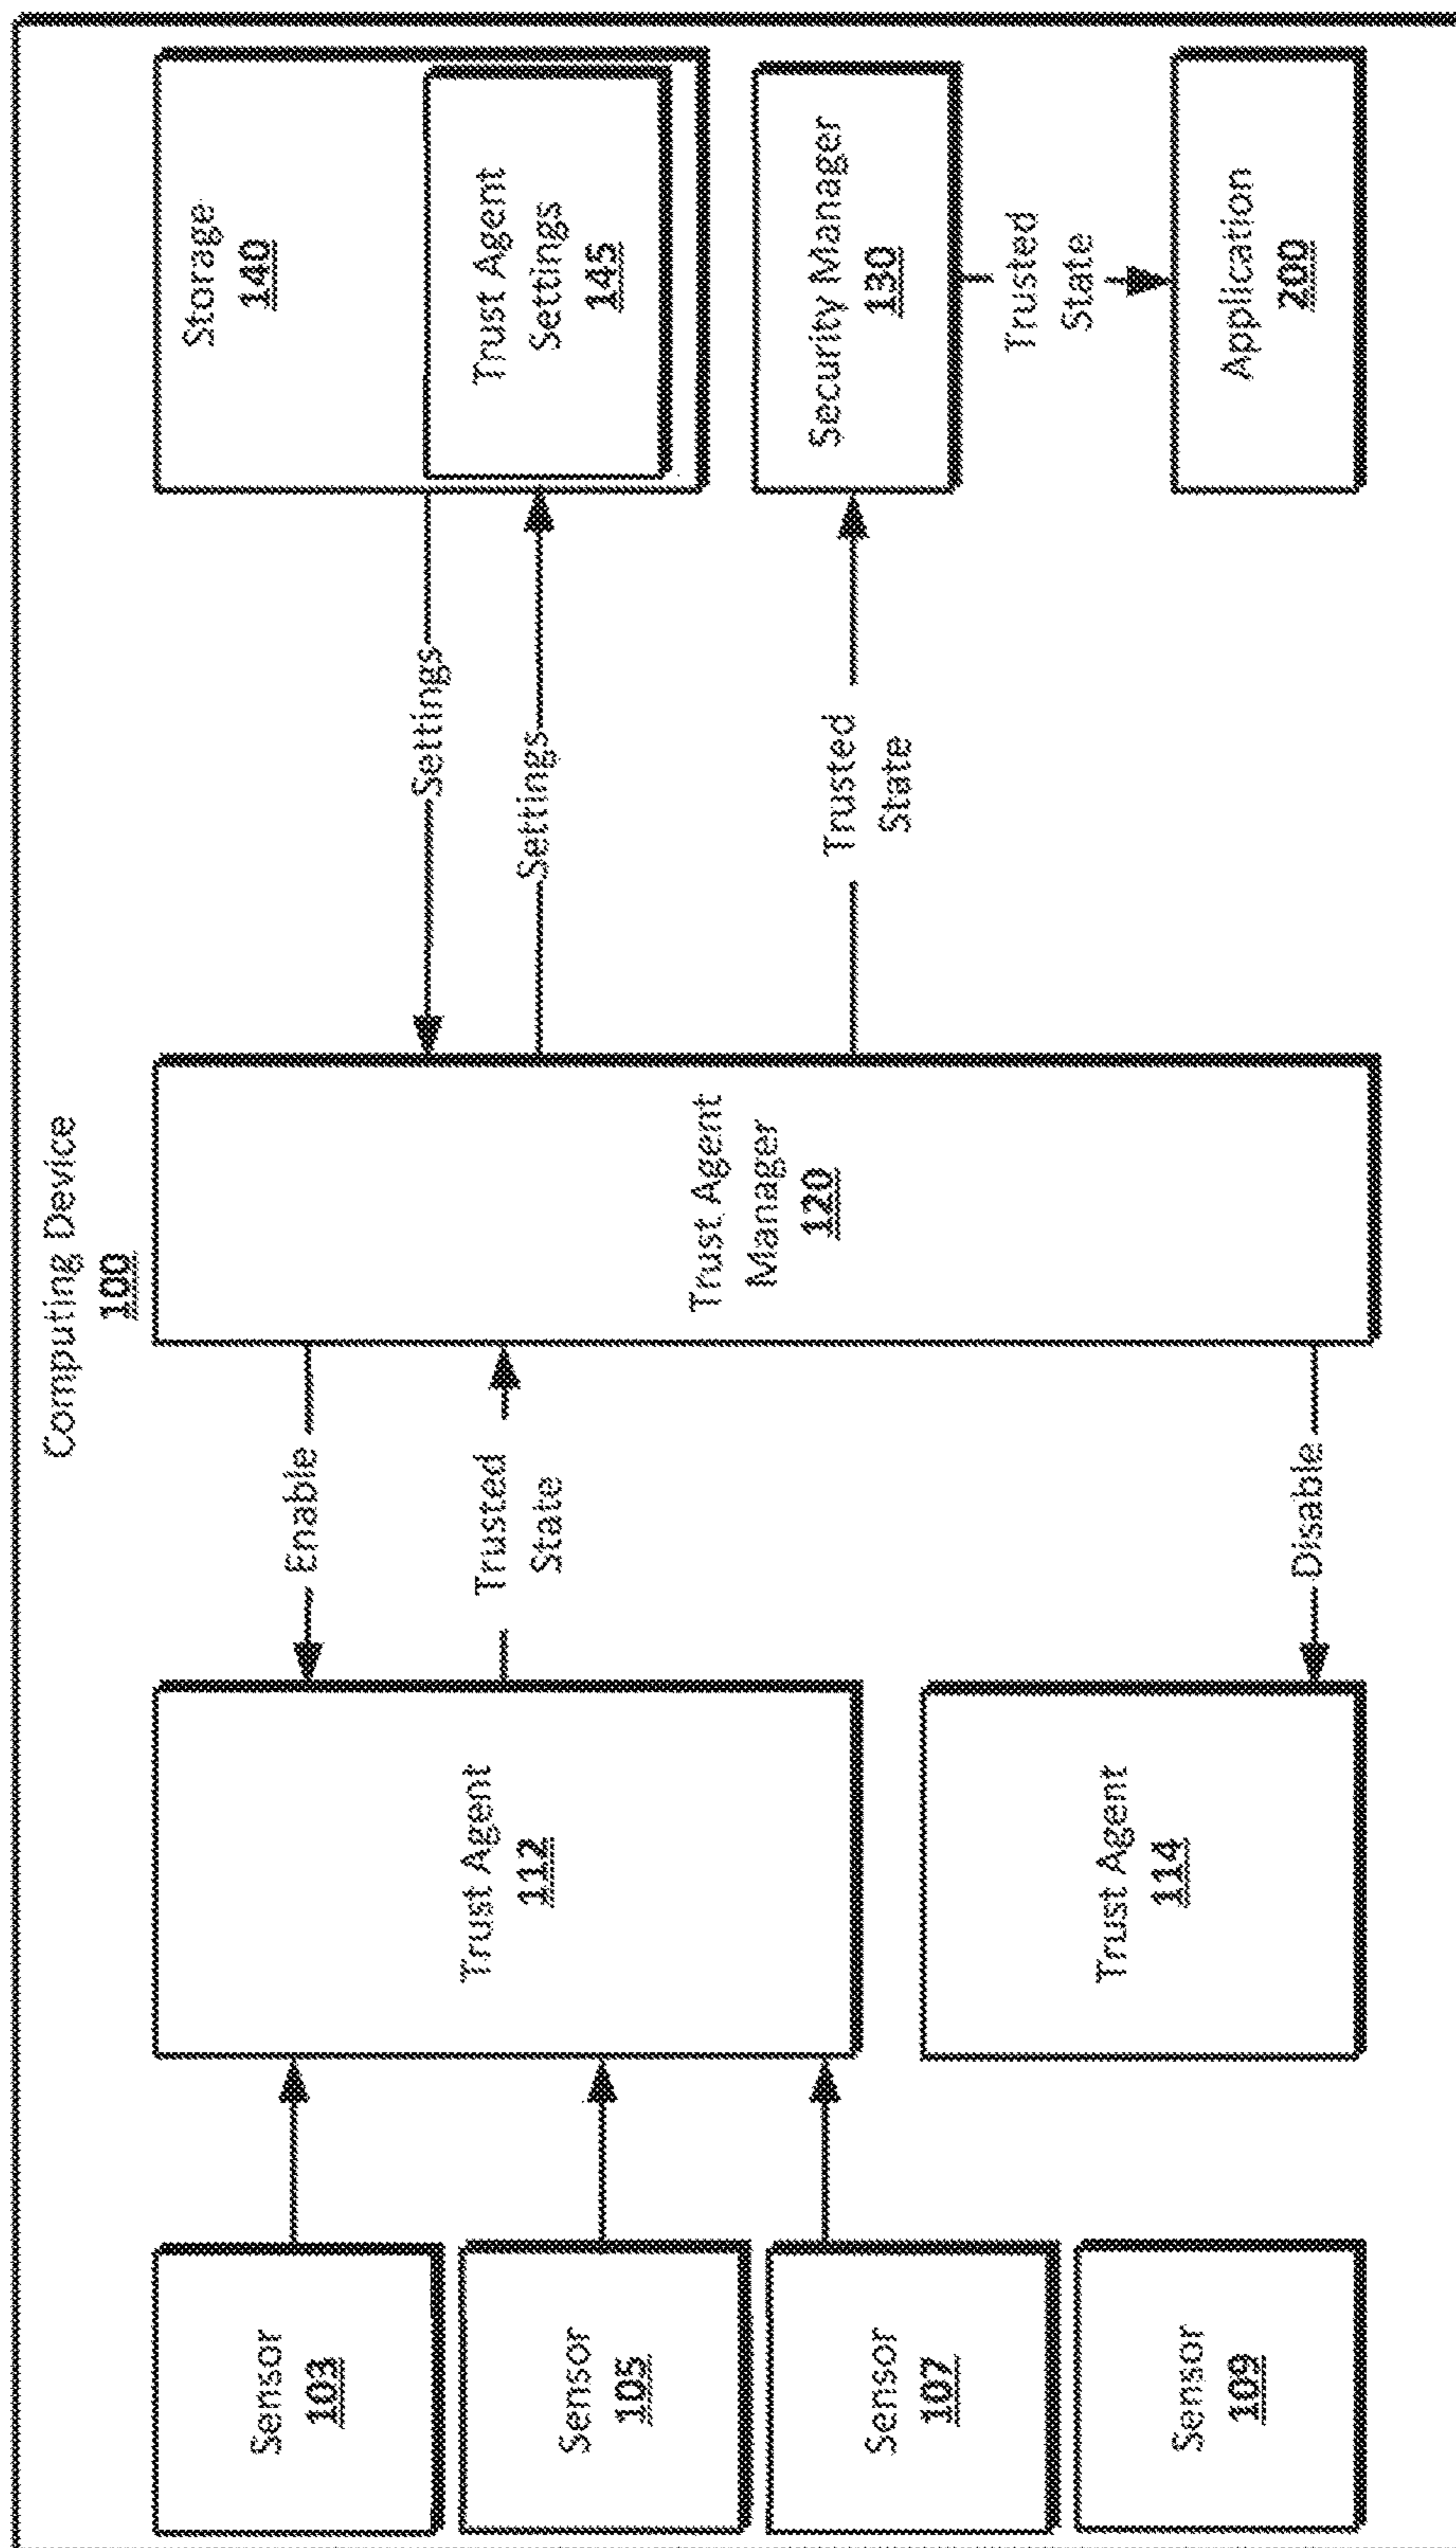 Computing Device
100
Sensor
103
Sensor
105
Sensor
107
Sensor
109
Trust Agent
112
Trust Agent
114
Enable
Trusted
State
Disable
Trust Agent
Manager
120
Settings
Settings
Trusted
State
Storage
140
Trust Agent
Settings
145
Security Manager
130
Trusted
State
Application
200